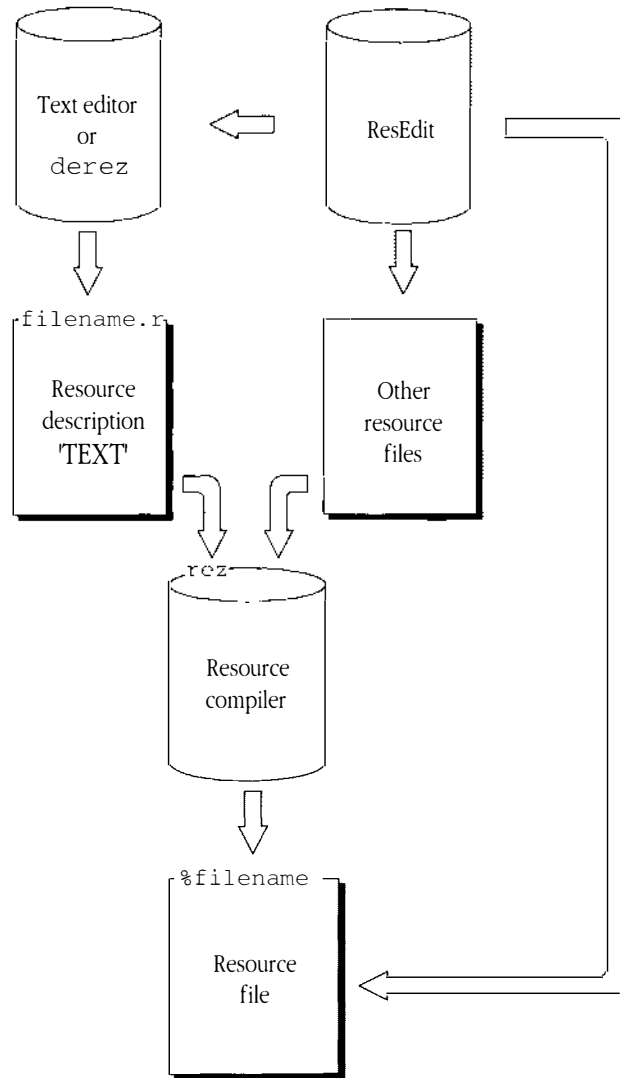 Text editor
or
derez
ResEdit
filename.r
Resource
description
'TEXT'
Other
resource
files
rez
Resource
compiler
%filename
Resource
file